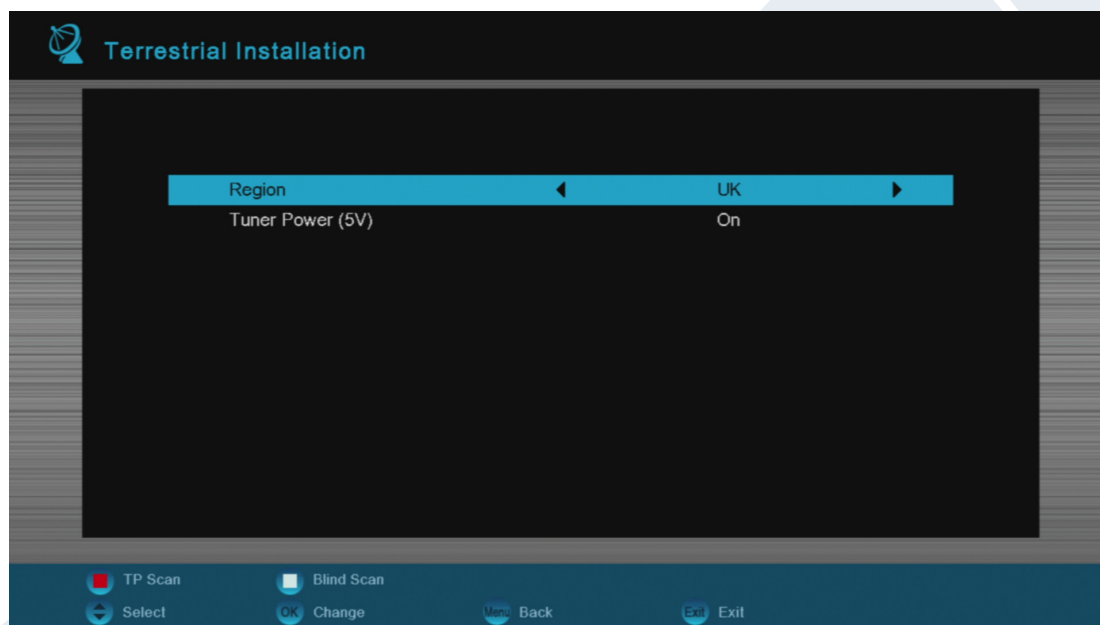 Terrestrial Installation
Region UK
Tuner Power (5V) On
TP Scan Blind Scan
Select OK Change Menu Back Exit Exit